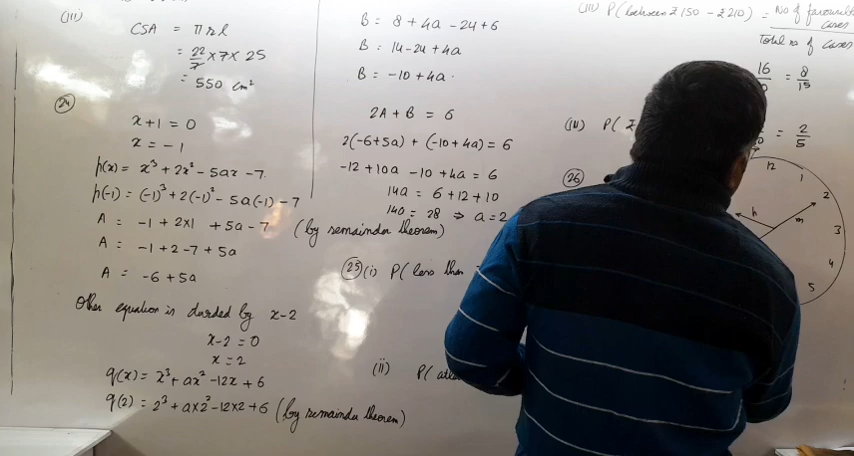 (iii)
CSA = πrl
= 22/7 × 7 × 25
= 550 cm²
(24)
x + 1 = 0
x = -1
p(x) = x³ + 2x² - 5ax - 7
p(-1) = (-1)³ + 2(-1)² - 5a(-1) - 7
A = -1 + 2×1 + 5a - 7 (by remainder theorem)
A = -1 + 2 - 7 + 5a
A = -6 + 5a
Other equation is divided by x-2
x - 2 = 0
x = 2
q(x) = x³ + ax² - 12x + 6
q(2) = 2³ + a×2² - 12×2 + 6 (by remainder theorem)
B = 8 + 4a - 24 + 6
B = 14 - 24 + 4a
B = -10 + 4a.
2A + B = 6
2(-6+5a) + (-10+4a) = 6
-12 + 10a - 10 + 4a = 6
14a = 6 + 12 + 10
14a = 28 ⇒ a = 2
(25) (i) P( less than
(ii) P(
(iii) P( between ₹150 - ₹210) = No of favourable cases / Total no of cases
16/ = 8/15
(iv) P( ₹
= 2/5
(26)
12
1
2
3
4
5
h
m